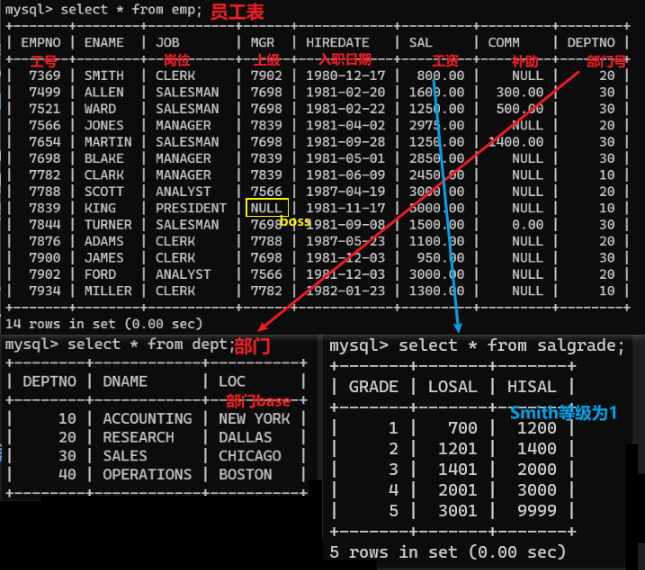 mysql> select * from emp; 员工表
| EMPNO | ENAME | JOB | MGR | HIREDATE | SAL | COMM | DEPTNO |
工号 岗位 上级 入职日期 工资 补助 部门号
| 7369 | SMITH | CLERK | 7902 | 1980-12-17 | 800.00 | NULL | 20 |
| 7499 | ALLEN | SALESMAN | 7698 | 1981-02-20 | 1600.00 | 300.00 | 30 |
| 7521 | WARD | SALESMAN | 7698 | 1981-02-22 | 1250.00 | 500.00 | 30 |
| 7566 | JONES | MANAGER | 7839 | 1981-04-02 | 2975.00 | NULL | 20 |
| 7654 | MARTIN | SALESMAN | 7698 | 1981-09-28 | 1250.00 | 1400.00 | 30 |
| 7698 | BLAKE | MANAGER | 7839 | 1981-05-01 | 2850.00 | NULL | 30 |
| 7782 | CLARK | MANAGER | 7839 | 1981-06-09 | 2450.00 | NULL | 10 |
| 7788 | SCOTT | ANALYST | 7566 | 1987-04-19 | 3000.00 | NULL | 20 |
| 7839 | KING | PRESIDENT | NULL | 1981-11-17 | 5000.00 | NULL | 10 |
boss
| 7844 | TURNER | SALESMAN | 7698 | 1981-09-08 | 1500.00 | 0.00 | 30 |
| 7876 | ADAMS | CLERK | 7788 | 1987-05-23 | 1100.00 | NULL | 20 |
| 7900 | JAMES | CLERK | 7698 | 1981-12-03 | 950.00 | NULL | 30 |
| 7902 | FORD | ANALYST | 7566 | 1981-12-03 | 3000.00 | NULL | 20 |
| 7934 | MILLER | CLERK | 7782 | 1982-01-23 | 1300.00 | NULL | 10 |
14 rows in set (0.00 sec)
mysql> select * from dept; 部门
| DEPTNO | DNAME | LOC |
部门base
| 10 | ACCOUNTING | NEW YORK |
| 20 | RESEARCH | DALLAS |
| 30 | SALES | CHICAGO |
| 40 | OPERATIONS | BOSTON |
mysql> select * from salgrade;
| GRADE | LOSAL | HISAL |
Smith等级为1
| 1 | 700 | 1200 |
| 2 | 1201 | 1400 |
| 3 | 1401 | 2000 |
| 4 | 2001 | 3000 |
| 5 | 3001 | 9999 |
5 rows in set (0.00 sec)